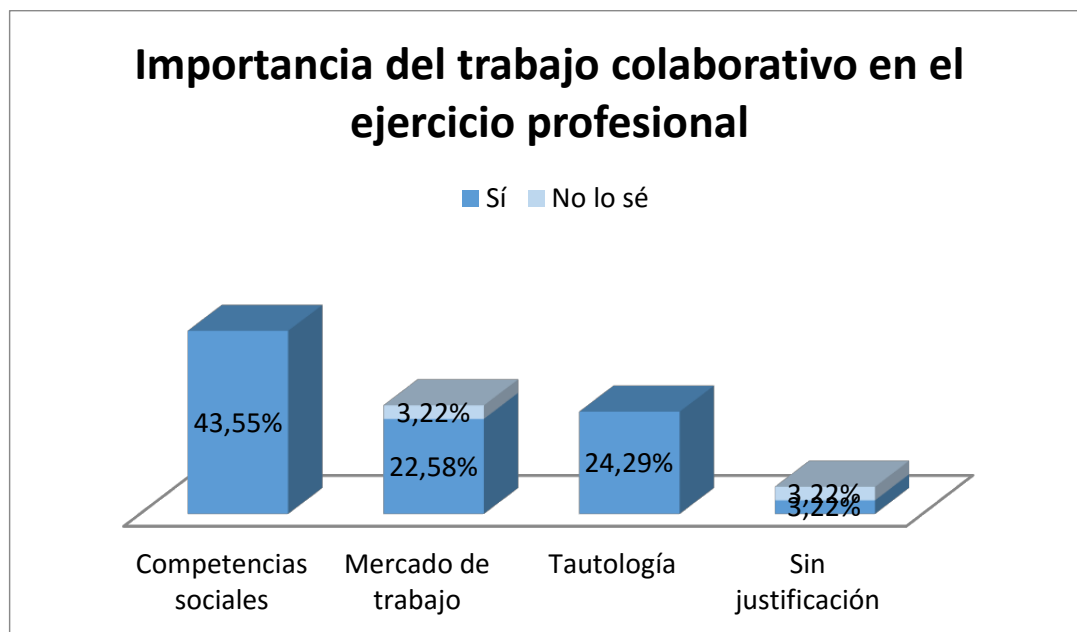 Importancia del trabajo colaborativo en el
ejercicio profesional
Sí No lo sé
43,55%
3,22%
22,58%
24,29%
3,22%
3,22%
Competencias
sociales
Mercado de
trabajo
Tautología
Sin
justificación